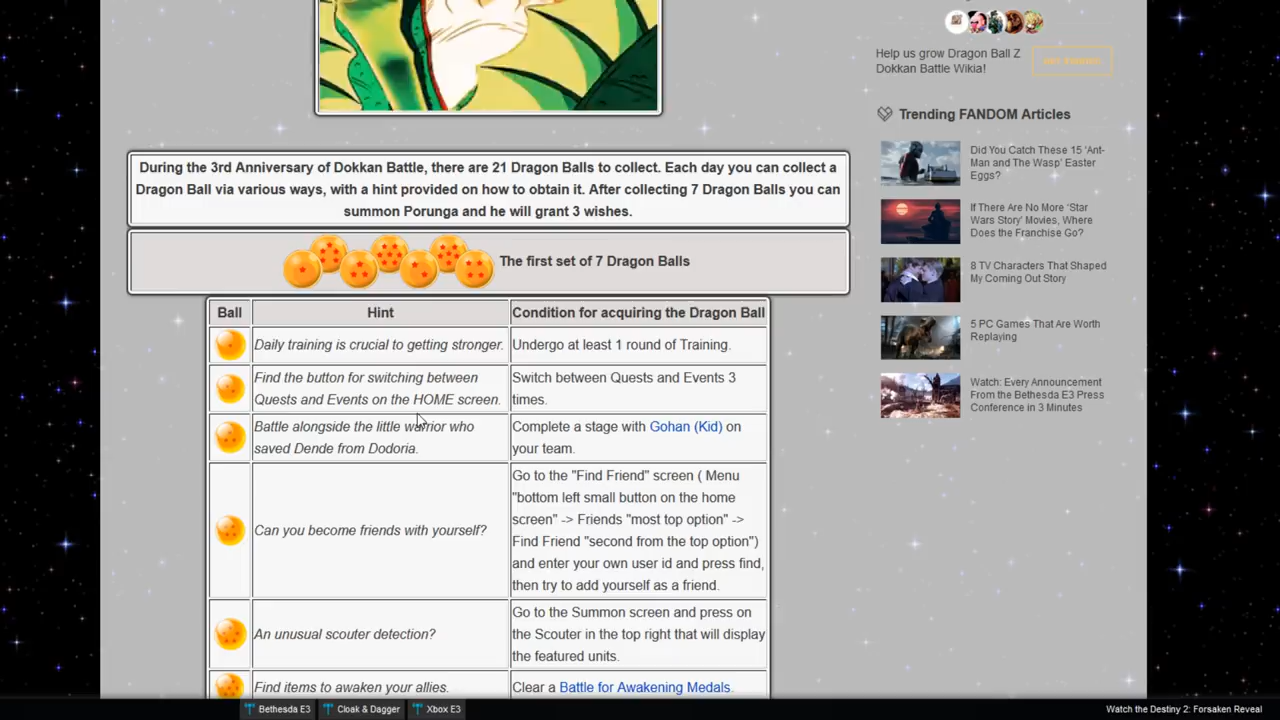 Help us grow Dragon Ball Z
Dokkan Battle Wikia!
Trending FANDOM Articles
Did You Catch These 15 'Ant-
Man and The Wasp' Easter
Eggs?
If There Are No More 'Star
Wars Story' Movies, Where
Does the Franchise Go?
8 TV Characters That Shaped
My Coming Out Story
5 PC Games That Are Worth
Replaying
Watch: Every Announcement
From the Bethesda E3 Press
Conference in 3 Minutes
During the 3rd Anniversary of Dokkan Battle, there are 21 Dragon Balls to collect. Each day you can collect a
Dragon Ball via various ways, with a hint provided on how to obtain it. After collecting 7 Dragon Balls you can
summon Porunga and he will grant 3 wishes.
The first set of 7 Dragon Balls
Ball Hint Condition for acquiring the Dragon Ball
Daily training is crucial to getting stronger. Undergo at least 1 round of Training.
Find the button for switching between
Quests and Events on the HOME screen.
Switch between Quests and Events 3
times.
Battle alongside the little warrior who
saved Dende from Dodoria.
Complete a stage with Gohan (Kid) on
your team.
Can you become friends with yourself?
Go to the "Find Friend" screen ( Menu
"bottom left small button on the home
screen" -> Friends "most top option" ->
Find Friend "second from the top option")
and enter your own user id and press find,
then try to add yourself as a friend.
An unusual scouter detection?
Go to the Summon screen and press on
the Scouter in the top right that will display
the featured units.
Find items to awaken your allies. Clear a Battle for Awakening Medals.
Bethesda E3 Cloak & Dagger Xbox E3 Watch the Destiny 2: Forsaken Reveal